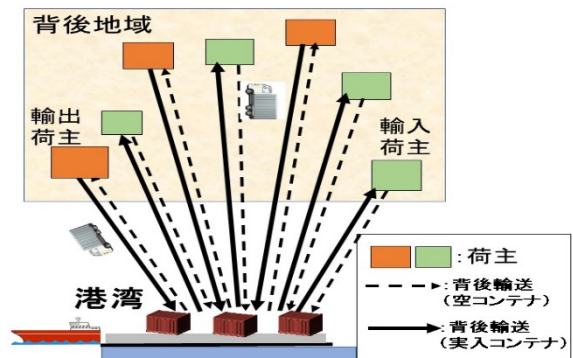 背後地域
輸出
荷主
輸入
荷主
港湾
:荷主
:背後輸送
(空コンテナ)
:背後輸送
(実入コンテナ)